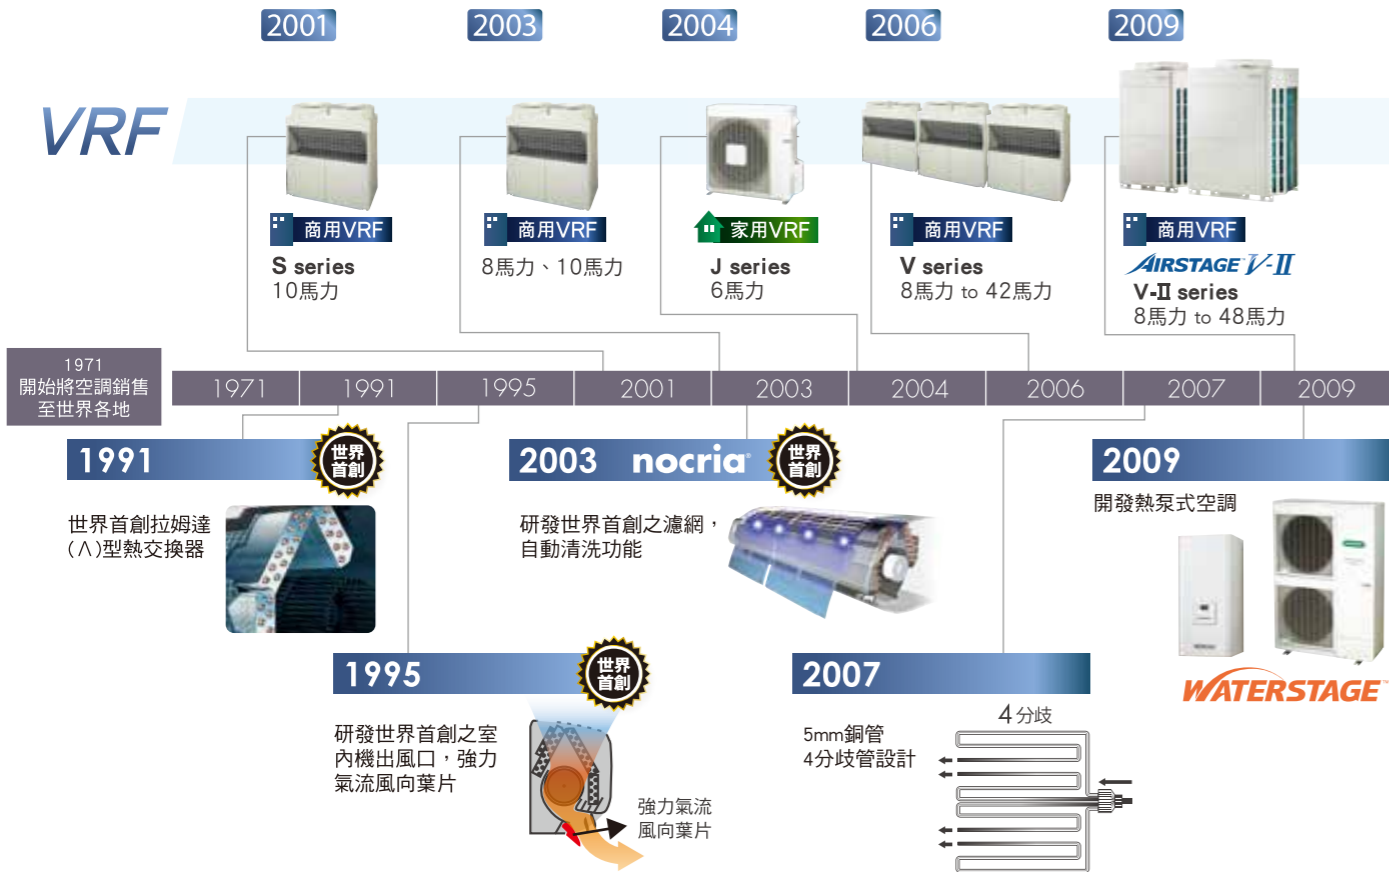 2001
2003
2004
2006
2009
VRF
商用VRF
S series
10馬力
商用VRF
8馬力、10馬力
家用VRF
J series
6馬力
商用VRF
V series
8馬力 to 42馬力
商用VRF
AIRSTAGE V-II
V-II series
8馬力 to 48馬力
1971
開始將空調銷售
至世界各地
1971
1991
1995
2001
2003
2004
2006
2007
2009
1991
世界
首創
世界首創拉姆達
(Λ)型熱交換器
2003 nocria
世界
首創
研發世界首創之濾網，
自動清洗功能
2009
開發熱泵式空調
WATERSTAGE™
1995
世界
首創
研發世界首創之室
內機出風口，強力
氣流風向葉片
強力氣流
風向葉片
2007
5mm銅管
4分歧管設計
4分歧